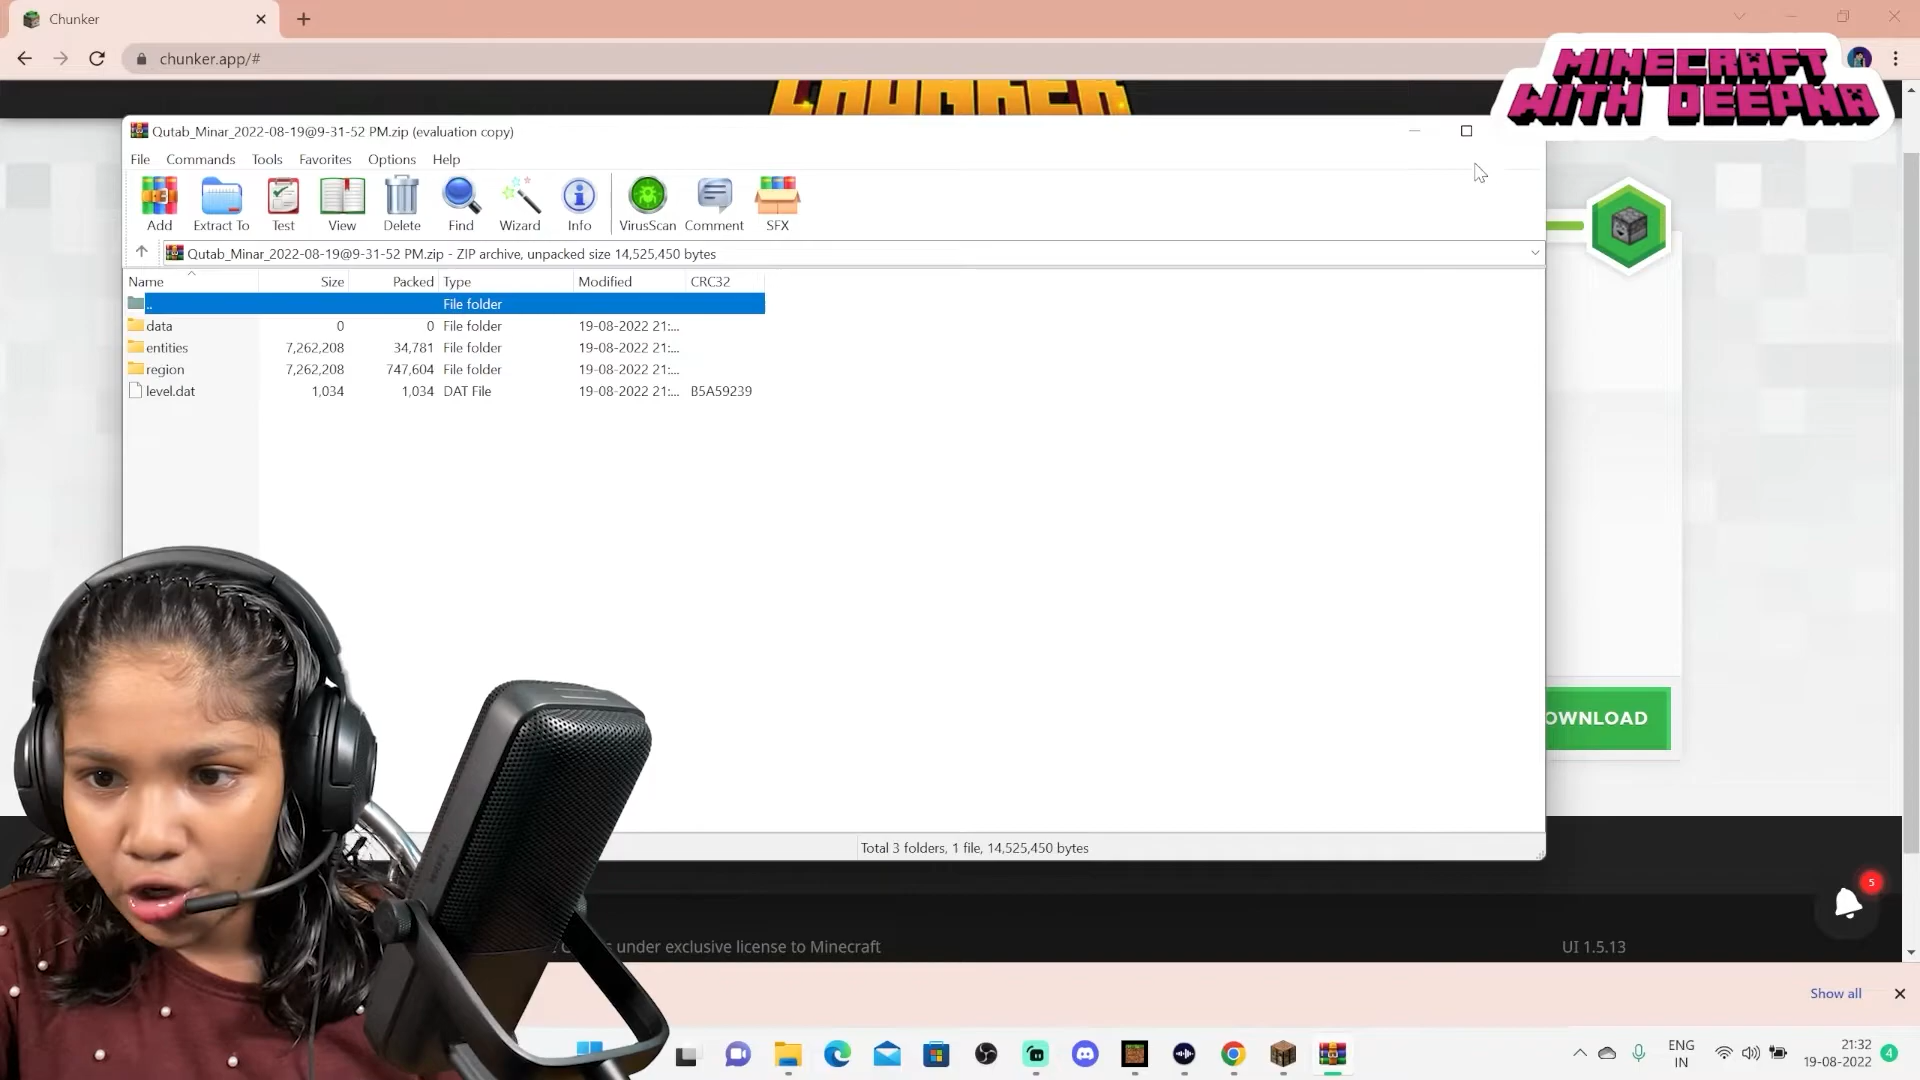 Chunker
chunker.app/#
MINECRAFT
WITH DEEPNA
CHUNKER
Qutab_Minar_2022-08-19@9-31-52 PM.zip (evaluation copy)
File Commands Tools Favorites Options Help
Add Extract To Test View Delete Find Wizard Info VirusScan Comment SFX
Qutab_Minar_2022-08-19@9-31-52 PM.zip - ZIP archive, unpacked size 14,525,450 bytes
Name Size Packed Type Modified CRC32
.. File folder
data 0 0 File folder 19-08-2022 21:...
entities 7,262,208 34,781 File folder 19-08-2022 21:...
region 7,262,208 747,604 File folder 19-08-2022 21:...
level.dat 1,034 1,034 DAT File 19-08-2022 21:... B5A59239
OWNLOAD
Total 3 folders, 1 file, 14,525,450 bytes
5
under exclusive license to Minecraft
UI 1.5.13
Show all
ENG
IN
21:32
19-08-2022
4